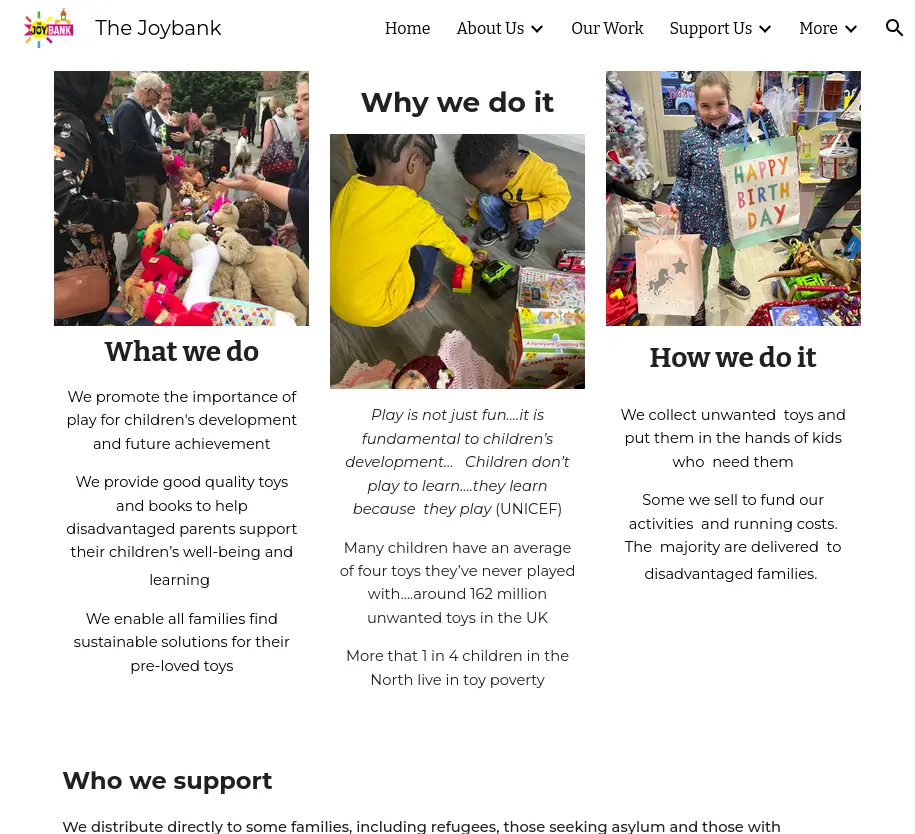 THE
JOY BANK
The Joybank
Home
About Us
Our Work
Support Us
More
What we do
We promote the importance of
play for children's development
and future achievement
We provide good quality toys
and books to help
disadvantaged parents support
their children’s well-being and
learning
We enable all families find
sustainable solutions for their
pre-loved toys
Why we do it
Play is not just fun....it is
fundamental to children’s
development... Children don’t
play to learn....they learn
because they play (UNICEF)
Many children have an average
of four toys they’ve never played
with....around 162 million
unwanted toys in the UK
More that 1 in 4 children in the
North live in toy poverty
HAPPY
BIRTH
DAY
How we do it
We collect unwanted toys and
put them in the hands of kids
who need them
Some we sell to fund our
activities and running costs.
The majority are delivered to
disadvantaged families.
Who we support
We distribute directly to some families, including refugees, those seeking asylum and those with